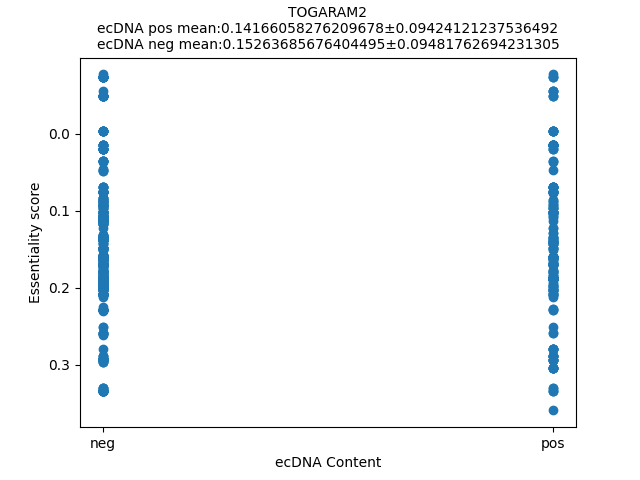 TOGARAM2
ecDNA pos mean:0.14166058276209678±0.09424121237536492
ecDNA neg mean:0.15263685676404495±0.09481762694231305
0.0
0.1
0.2
0.3
Essentiality score
neg
pos
ecDNA Content